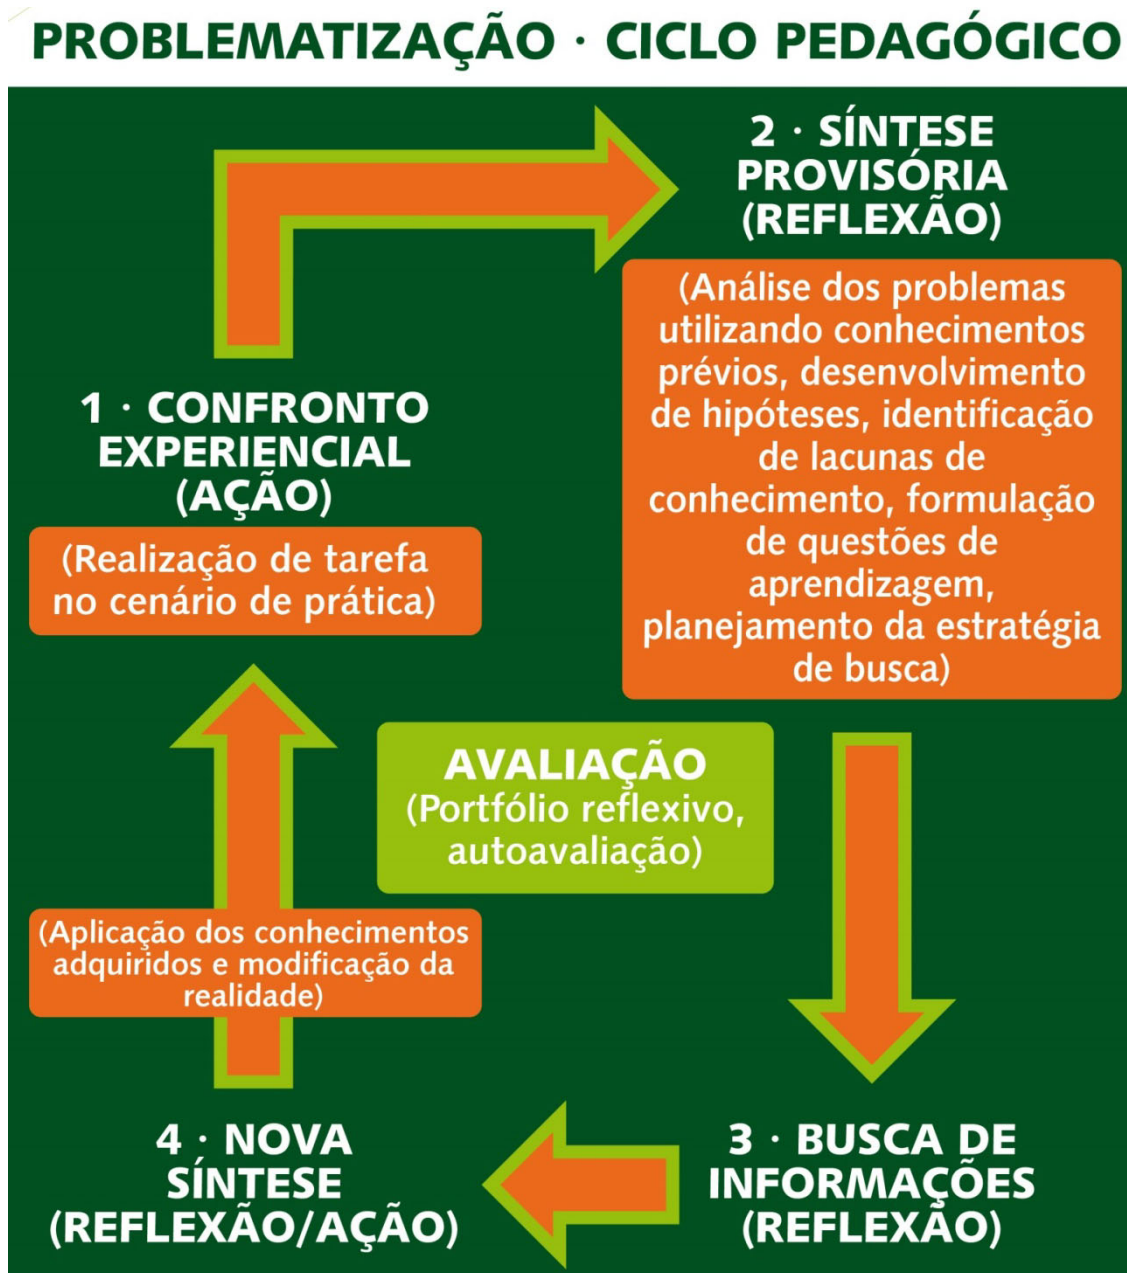 PROBLEMATIZAÇÃO · CICLO PEDAGÓGICO
1 · CONFRONTO
EXPERIENCIAL
(AÇÃO)
(Realização de tarefa
no cenário de prática)
2 · SÍNTESE
PROVISÓRIA
(REFLEXÃO)
(Análise dos problemas
utilizando conhecimentos
prévios, desenvolvimento
de hipóteses, identificação
de lacunas de
conhecimento, formulação
de questões de
aprendizagem,
planejamento da estratégia
de busca)
AVALIAÇÃO
(Portfólio reflexivo,
autoavaliação)
3 · BUSCA DE
INFORMAÇÕES
(REFLEXÃO)
4 · NOVA
SÍNTESE
(REFLEXÃO/AÇÃO)
(Aplicação dos conhecimentos
adquiridos e modificação da
realidade)